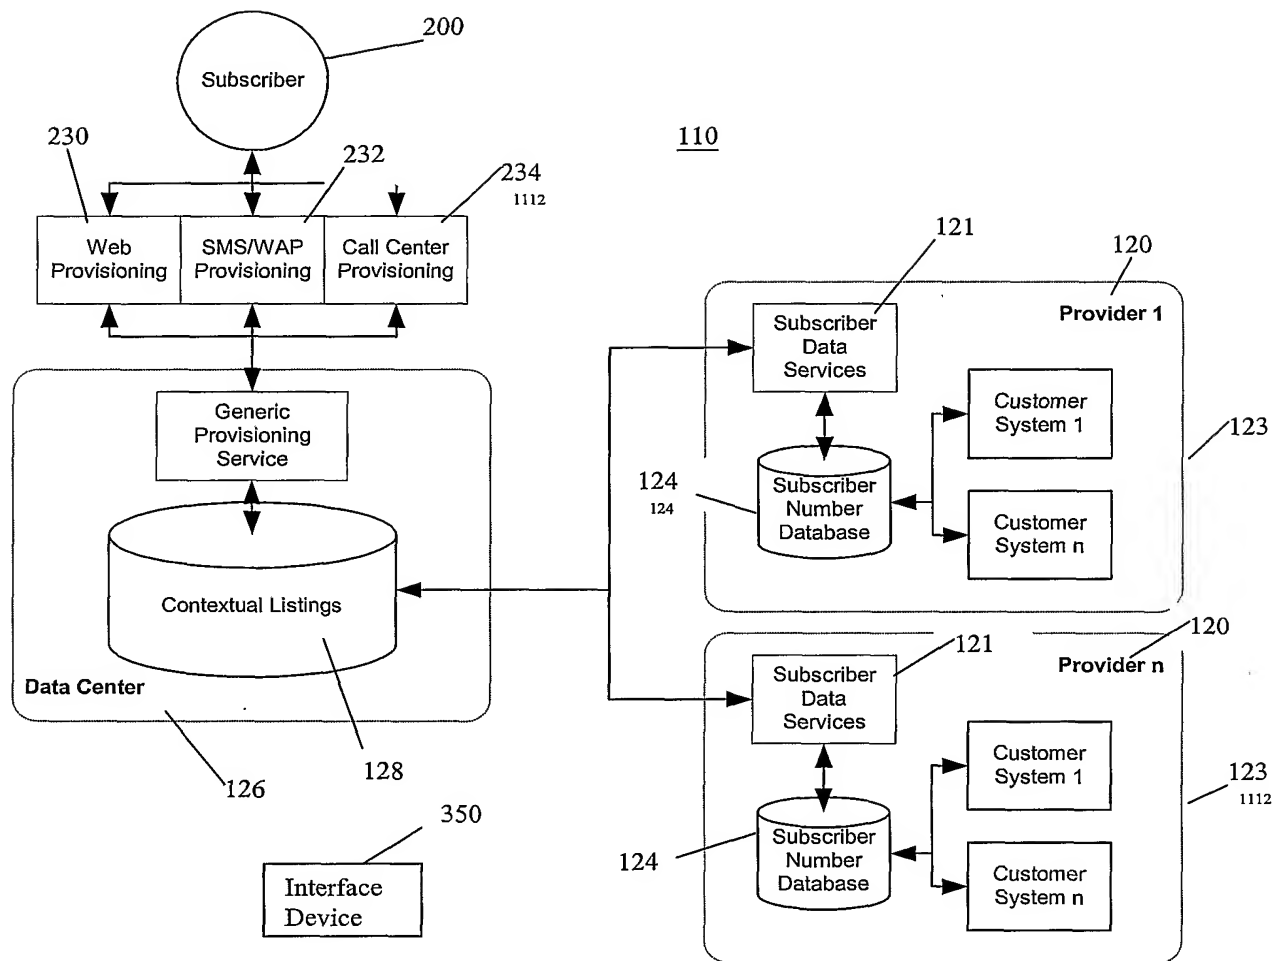 200
Subscriber
110
230
232
234
1112
Web
Provisioning
SMS/WAP
Provisioning
Call Center
Provisioning
121
120
Provider 1
Subscriber
Data
Services
Customer
System 1
123
Generic
Provisioning
Service
124
124
Subscriber
Number
Database
Customer
System n
Contextual Listings
Data Center
126
128
121
120
Provider n
Subscriber
Data
Services
Customer
System 1
123
1112
124
Subscriber
Number
Database
Customer
System n
350
Interface
Device